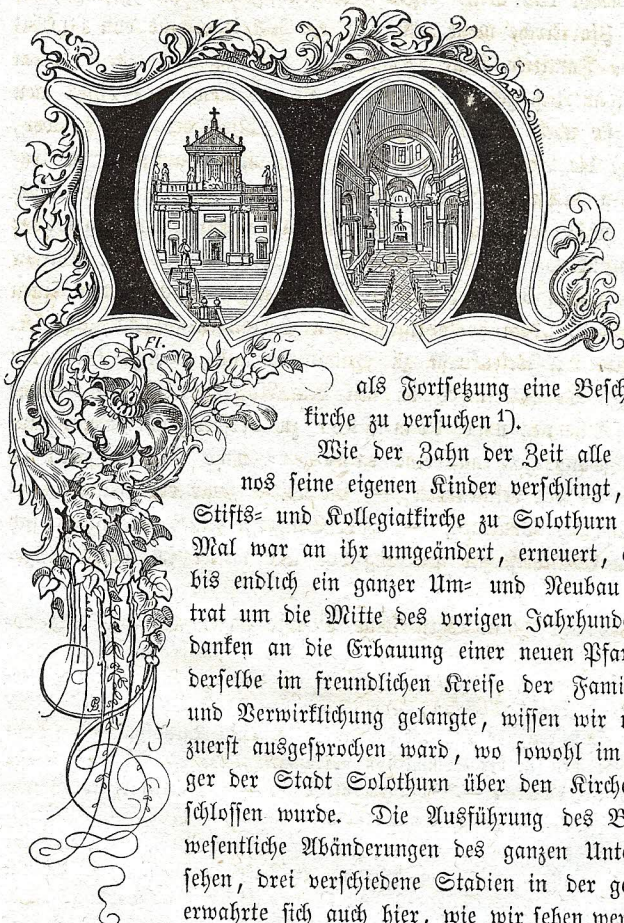 M
Fl.
als Fortsetzung eine Besch
kirche zu versuchen ¹).
Wie der Zahn der Zeit alle
nos seine eigenen Kinder verschlingt,
Stifts= und Kollegiatkirche zu Solothurn
Mal war an ihr umgeändert, erneuert,
bis endlich ein ganzer Um= und Neubau
trat um die Mitte des vorigen Jahrhund
danken an die Erbauung einer neuen Pfar
derselbe im freundlichen Kreise der Fami
und Verwirklichung gelangte, wissen wir
zuerst ausgesprochen ward, wo sowohl im
ger der Stadt Solothurn über den Kirche
schlossen wurde. Die Ausführung des B
wesentliche Abänderungen des ganzen Unt
sehen, drei verschiedene Stadien in der g
erwahrte sich auch hier, wie wir sehen wer